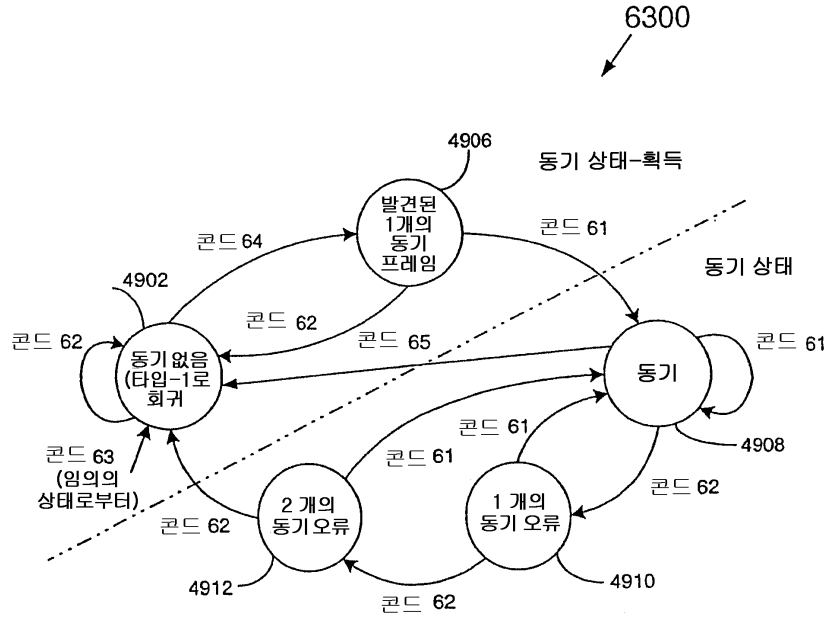 6300
4906
동기 상태-획득
발견된
1개의
동기
프레임
콘드 64
콘드 61
동기 상태
4902
콘드 62
콘드 62
콘드 65
동기 없음
(타입-1로
회귀
동기
콘드 61
콘드 63
(임의의
상태로부터)
콘드 61
콘드 61
4908
콘드 62
콘드 62
2 개의
동기 오류
1 개의
동기 오류
4912
4910
콘드 62